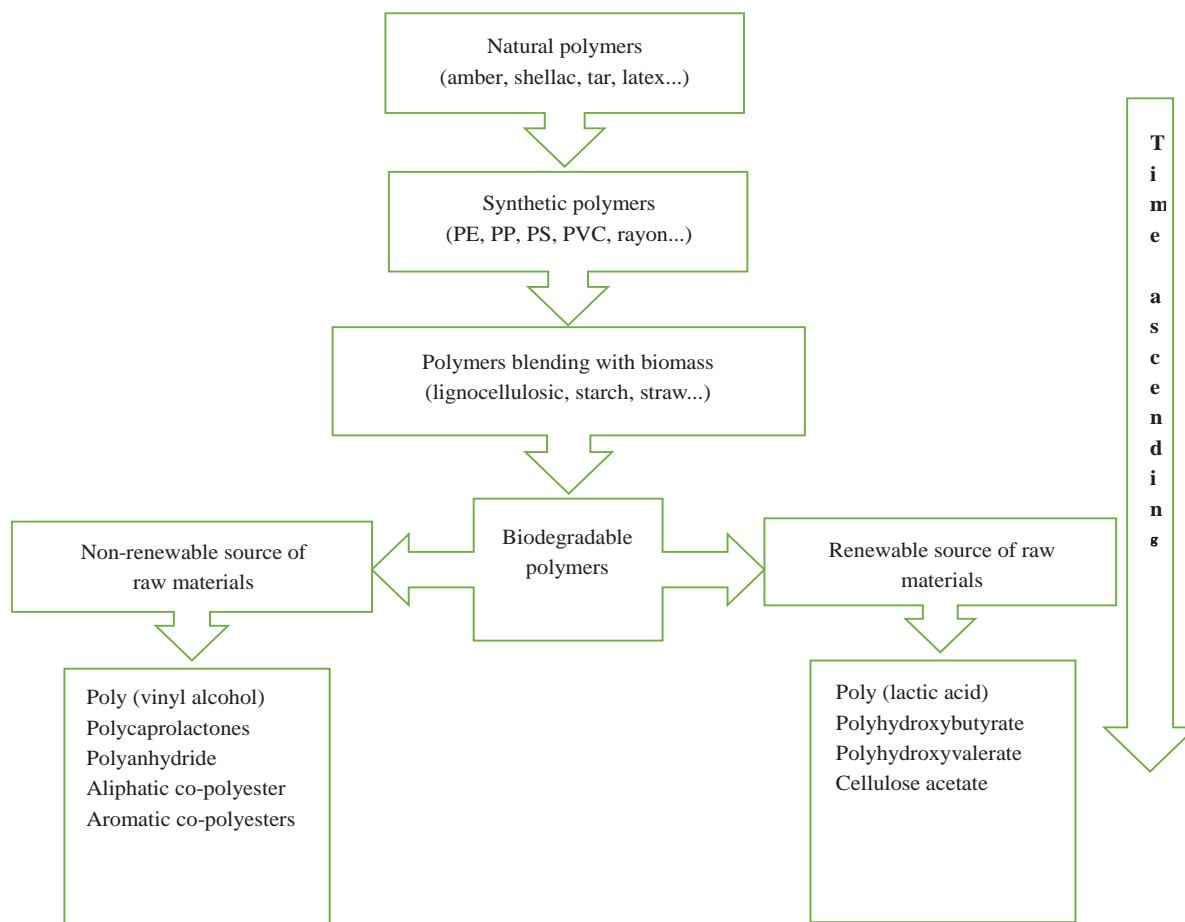 Natural polymers
(amber, shellac, tar, latex...)
Synthetic polymers
(PE, PP, PS, PVC, rayon...)
Polymers blending with biomass
(lignocellulosic, starch, straw...)
Biodegradable
polymers
Non-renewable source of
raw materials
Renewable source of raw
materials
Poly (vinyl alcohol)
Polycaprolactones
Polyanhydride
Aliphatic co-polyester
Aromatic co-polyesters
Poly (lactic acid)
Polyhydroxybutyrate
Polyhydroxyvalerate
Cellulose acetate
Time ascending